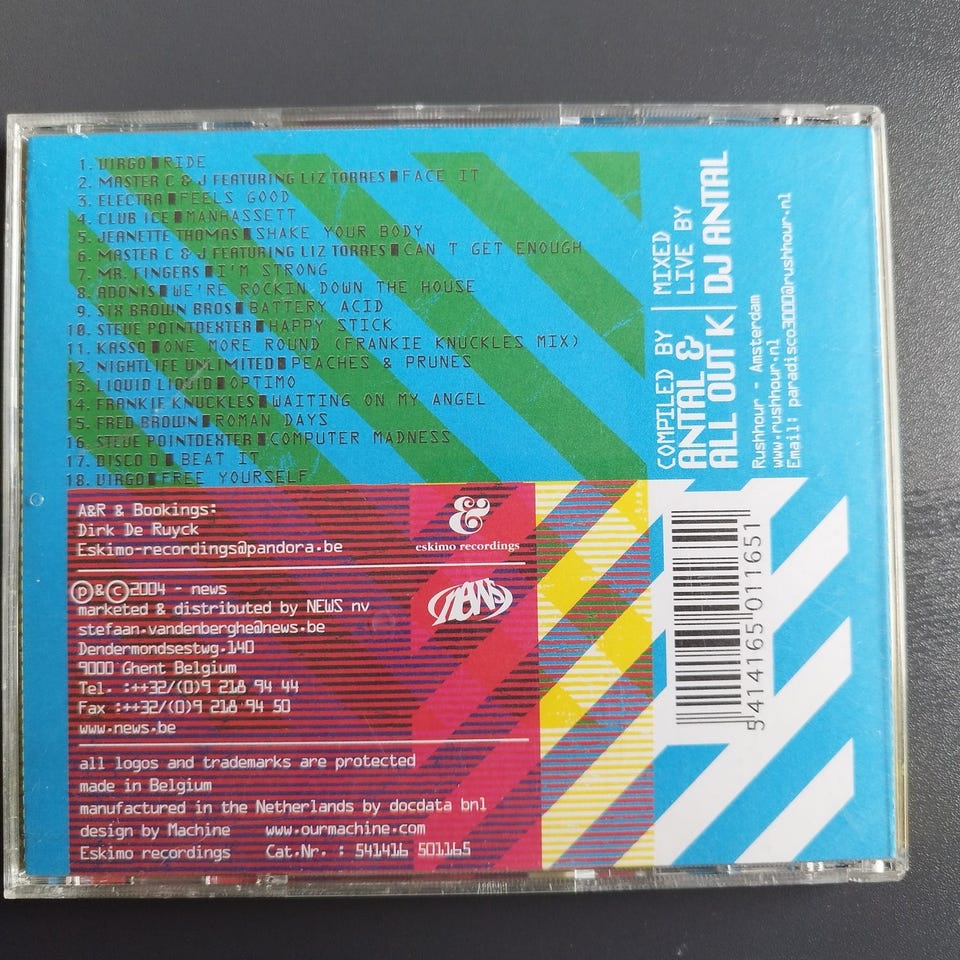 1. VIRGO RIDE
2. MASTER C & J FEATURING LIZ TORRES FACE IT
3. ELECTRA FEELS GOOD
4. CLUB ICE MANHASSETT
5. JEANETTE THOMAS SHAKE YOUR BODY
6. MASTER C & J FEATURING LIZ TORRES CAN T GET ENOUGH
7. MR. FINGERS I'M STRONG
8. ADONIS WE'RE ROCKIN DOWN THE HOUSE
9. SIX BROWN BROS BATTERY ACID
10. STEVE POINTDEXTER HAPPY STICK
11. KASSO ONE MORE ROUND (FRANKIE KNUCKLES MIX)
12. NIGHTLIFE UNLIMITED PEACHES & PRUNES
13. LIQUID LIQUID OPTIMO
14. FRANKIE KNUCKLES WAITING ON MY ANGEL
15. FRED BROWN ROMAN DAYS
16. STEVE POINTDEXTER COMPUTER MADNESS
17. DISCO D BEAT IT
18. VIRGO FREE YOURSELF
COMPILED BY
ANTAL &
ALL OUT K
MIXED
LIVE BY
DJ ANTAL
Rushhour - Amsterdam
www.rushhour.nl
Email: paradisco3000@rushhour.nl
A&R & Bookings:
Dirk De Ruyck
Eskimo-recordings@pandora.be
&
eskimo recordings
Ⓟ&©2004 - news
marketed & distributed by NEWS nv
stefaan.vandenberghe@news.be
Dendermondsestwg.140
9000 Ghent Belgium
Tel. :++32/(0)9 218 94 44
Fax :++32/(0)9 218 94 50
www.news.be
NEWS
all logos and trademarks are protected
made in Belgium
manufactured in the Netherlands by docdata bnl
design by Machine www.ourmachine.com
Eskimo recordings Cat.Nr. : 541416 501165
5 414165 011651